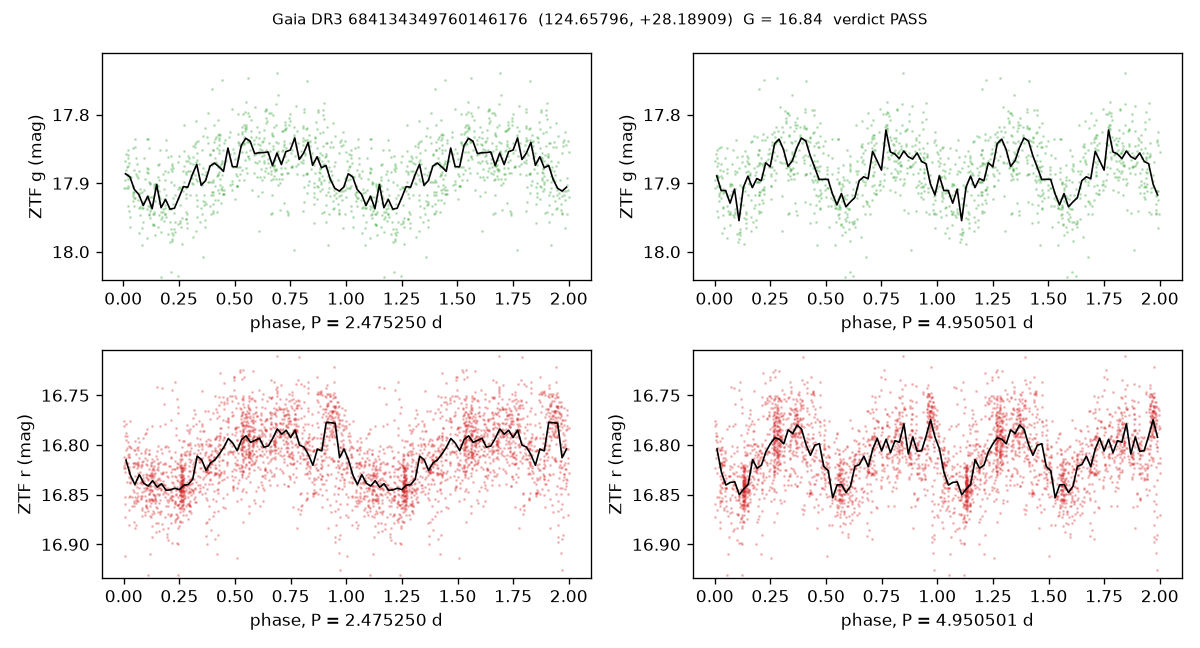 Gaia DR3 684134349760146176 (124.65796, +28.18909) G = 16.84 verdict PASS
ZTF g (mag)
17.8
17.9
18.0
0.00 0.25 0.50 0.75 1.00 1.25 1.50 1.75 2.00
phase, P = 2.475250 d
ZTF g (mag)
17.8
17.9
18.0
0.00 0.25 0.50 0.75 1.00 1.25 1.50 1.75 2.00
phase, P = 4.950501 d
ZTF r (mag)
16.75
16.80
16.85
16.90
0.00 0.25 0.50 0.75 1.00 1.25 1.50 1.75 2.00
phase, P = 2.475250 d
ZTF r (mag)
16.75
16.80
16.85
16.90
0.00 0.25 0.50 0.75 1.00 1.25 1.50 1.75 2.00
phase, P = 4.950501 d